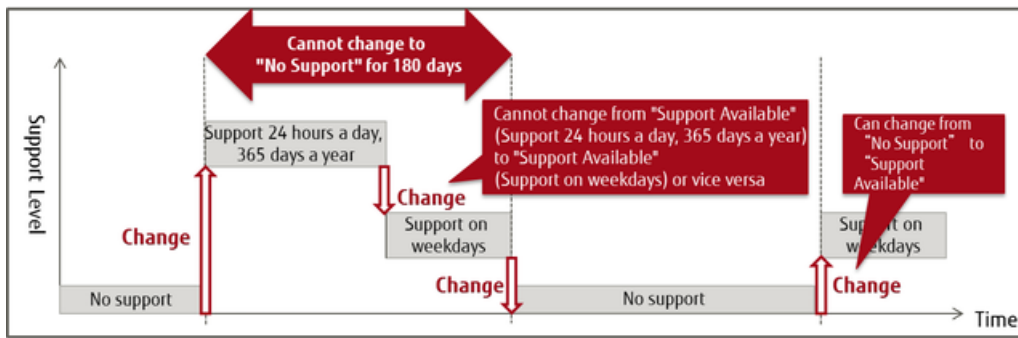 Cannot change to
"No Support" for 180 days
Support Level
Support 24 hours a day,
365 days a year
Cannot change from "Support Available"
(Support 24 hours a day, 365 days a year)
to "Support Available"
(Support on weekdays) or vice versa
Can change from
“No Support” to
“Support
Available"
Change
Change
Support on
weekdays
Support on
weekdays
Change
Change
No support
No support
Time